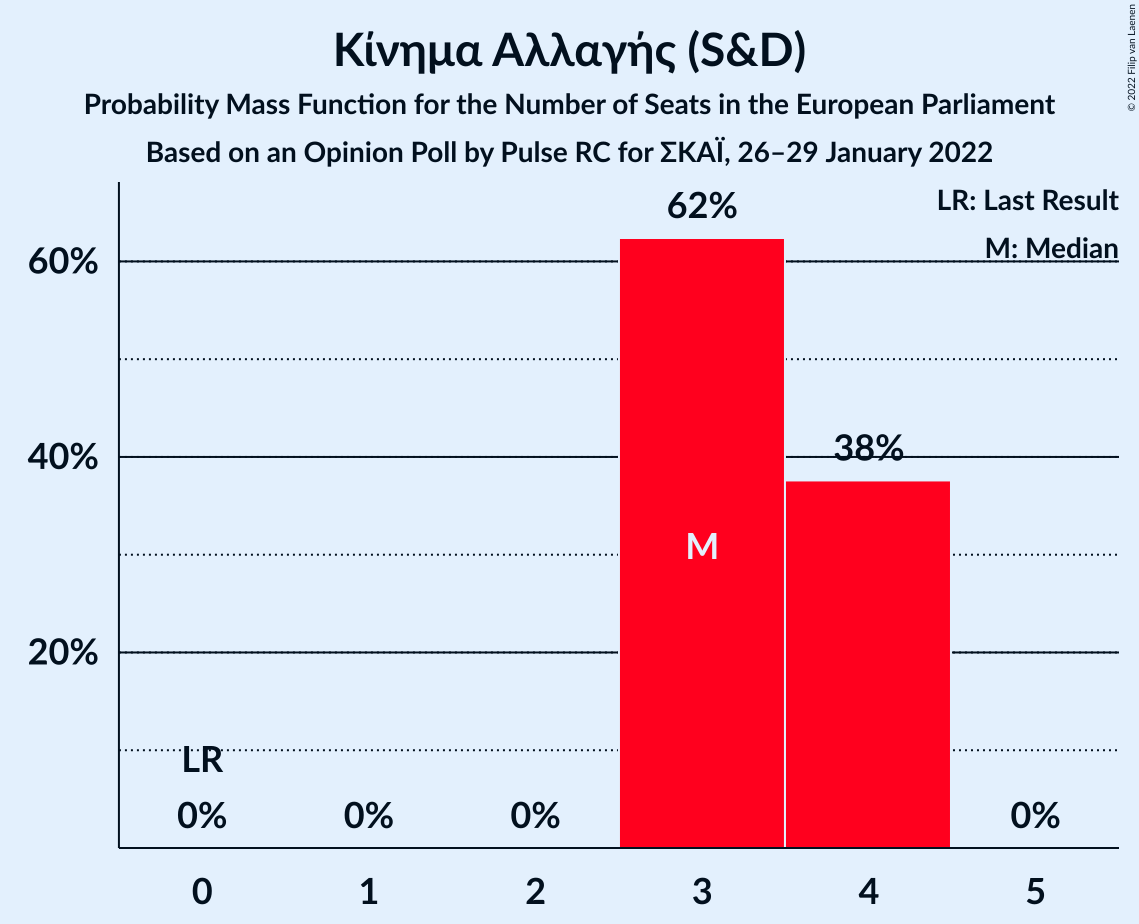 Κίνημα Αλλαγής (S&D)
Probability Mass Function for the Number of Seats in the European Parliament
Based on an Opinion Poll by Pulse RC for ΣΚΑΪ, 26–29 January 2022
© 2022 Filip van Laenen
LR: Last Result
M: Median
62%
60%
38%
40%
M
20%
LR
0% 0% 0% 0%
0 1 2 3 4 5